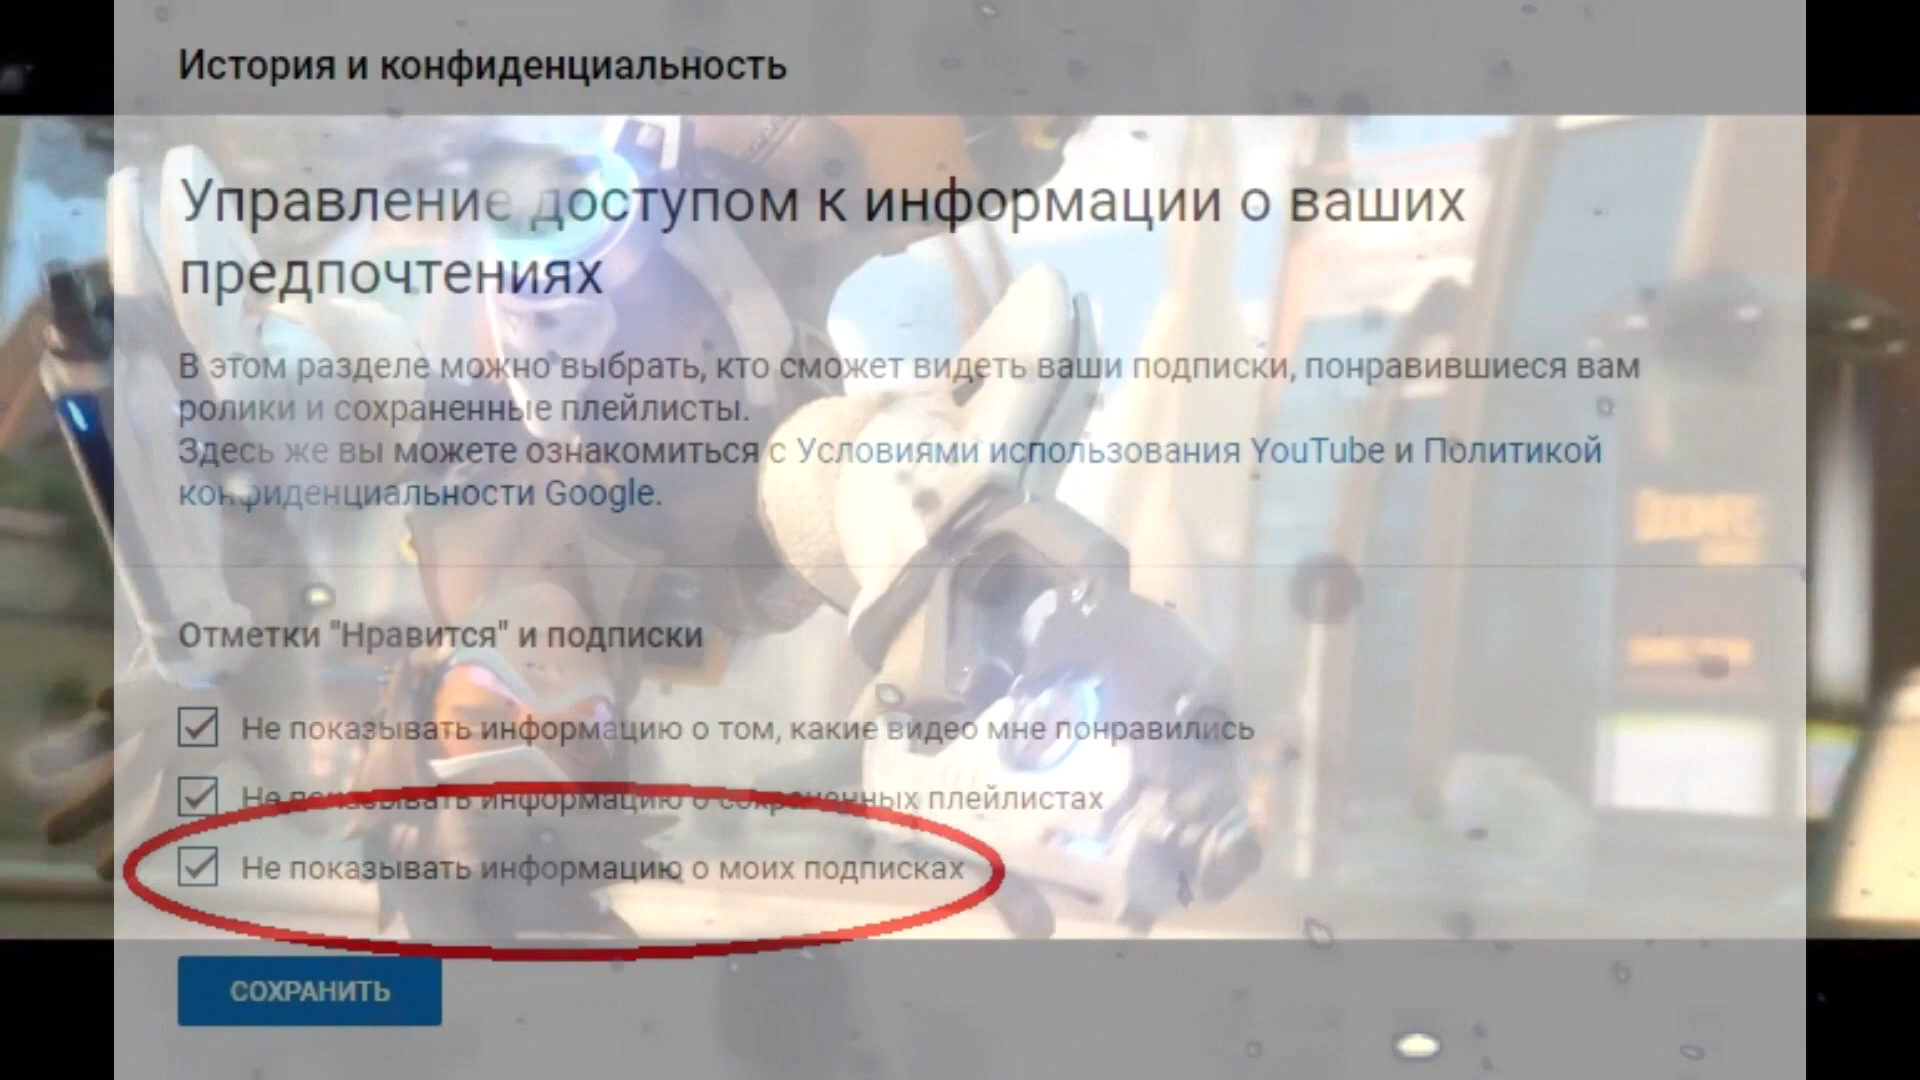 История и конфиденциальность
Управление доступом к информации о ваших
предпочтениях
В этом разделе можно выбрать, кто сможет видеть ваши подписки, понравившиеся вам
ролики и сохраненные плейлисты.
Здесь же вы можете ознакомиться с Условиями использования YouTube и Политикой
конфиденциальности Google.
Отметки "Нравится" и подписки
Не показывать информацию о том, какие видео мне понравились
Не показывать информацию о сохраненных плейлистах
Не показывать информацию о моих подписках
СОХРАНИТЬ